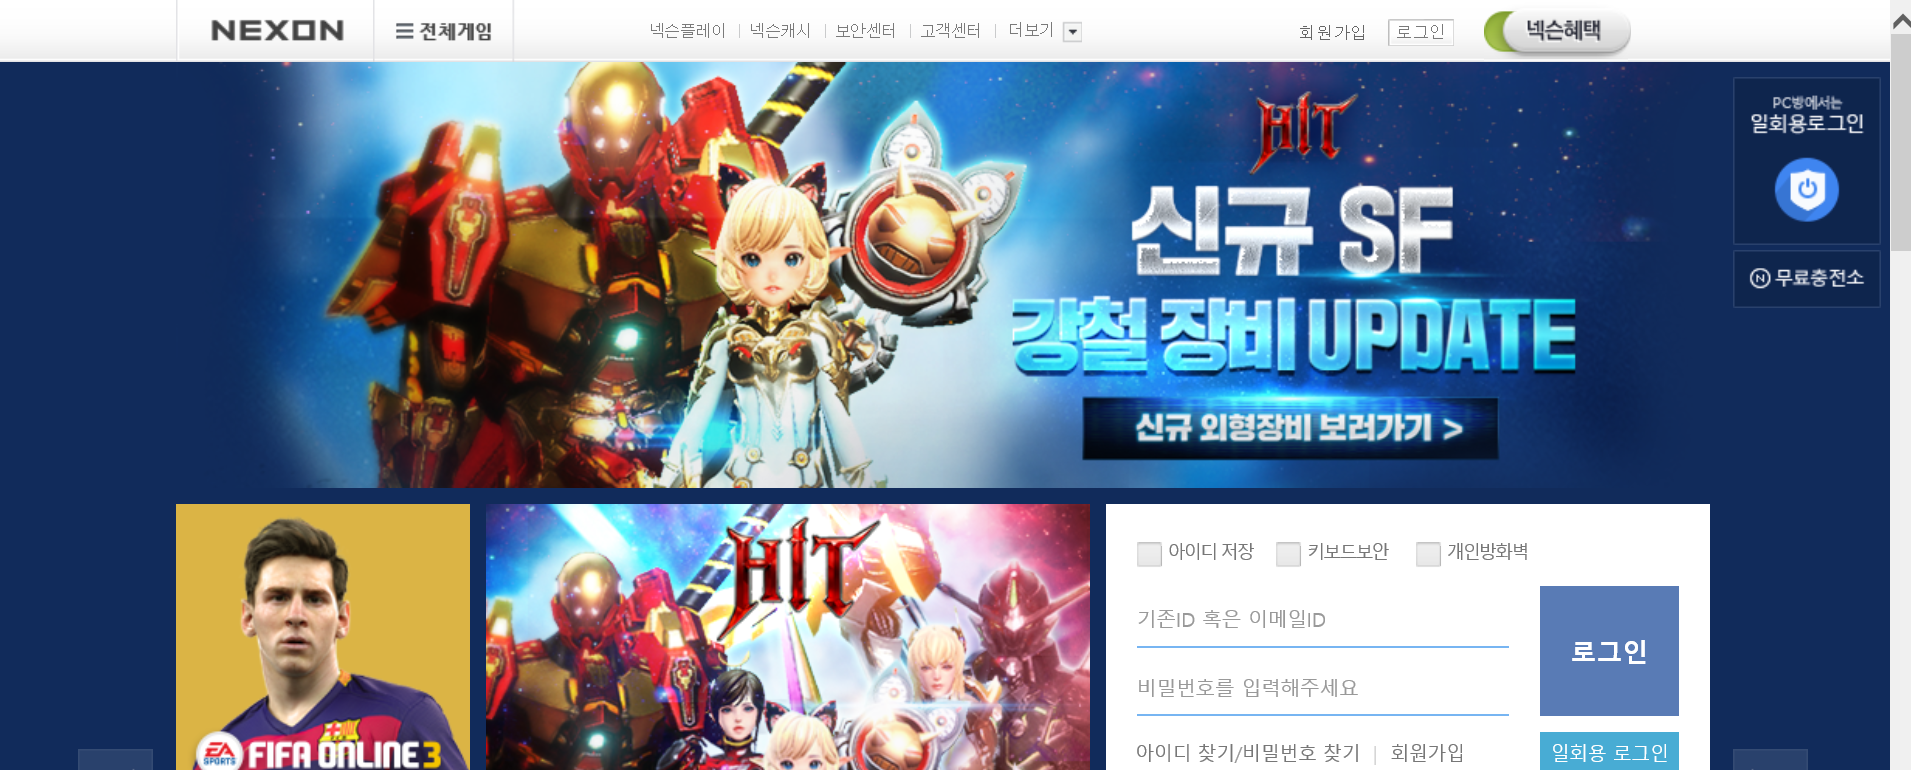 NEXON
전체게임
넥슨플레이
넥슨캐시
보안센터
고객센터
더보기
회원가입
로그인
넥슨혜택
PC방에서는
일회용로그인
N 무료충전소
HIT
신규 SF
강철 장비 UPDATE
신규 외형장비 보러가기 >
EA
SPORTS
FIFA ONLINE 3
HIT
아이디 저장
키보드보안
개인방화벽
기존ID 혹은 이메일ID
비밀번호를 입력해주세요
로그인
아이디 찾기/비밀번호 찾기 | 회원가입
일회용 로그인